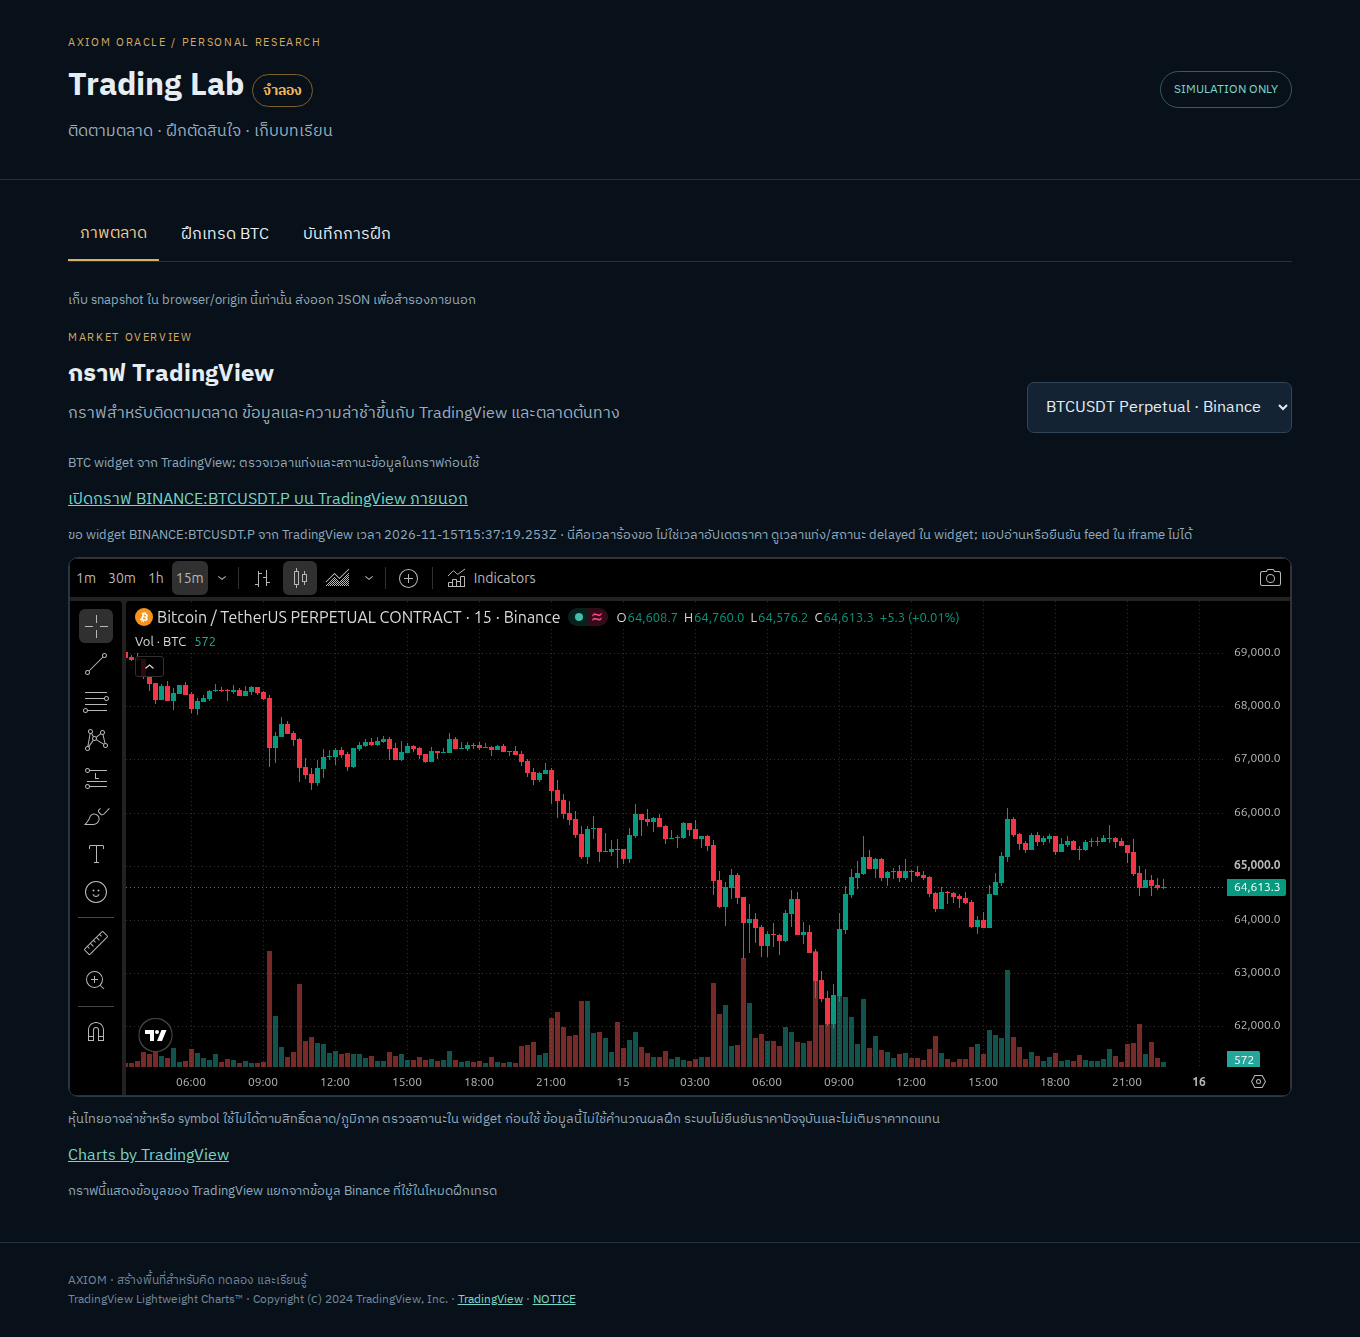 AXIOM ORACLE / PERSONAL RESEARCH
Trading Lab จำลอง
SIMULATION ONLY
ติดตามตลาด · ฝึกตัดสินใจ · เก็บบทเรียน
ภาพตลาด ฝึกเทรด BTC บันทึกการฝึก
เก็บ snapshot ใน browser/origin นี้เท่านั้น ส่งออก JSON เพื่อสำรองภายนอก
MARKET OVERVIEW
กราฟ TradingView
กราฟสำหรับติดตามตลาด ข้อมูลและความล่าช้าขึ้นกับ TradingView และตลาดต้นทาง
BTCUSDT Perpetual · Binance
BTC widget จาก TradingView; ตรวจเวลาแท่งและสถานะข้อมูลในกราฟก่อนใช้
เปิดกราฟ BINANCE:BTCUSDT.P บน TradingView ภายนอก
ขอ widget BINANCE:BTCUSDT.P จาก TradingView เวลา 2026-11-15T15:37:19.253Z · นี่คือเวลาร้องขอ ไม่ใช่เวลาอัปเดตราคา ดูเวลาแท่ง/สถานะ delayed ใน widget; แอปอ่านหรือยืนยัน feed ใน iframe ไม่ได้
1m 30m 1h 15m Indicators
Bitcoin / TetherUS PERPETUAL CONTRACT · 15 · Binance O64,608.7 H64,760.0 L64,576.2 C64,613.3 +5.3 (+0.01%)
Vol · BTC 572
69,000.0
68,000.0
67,000.0
66,000.0
65,000.0
64,613.3
64,000.0
63,000.0
62,000.0
572
06:00 09:00 12:00 15:00 18:00 21:00 15 03:00 06:00 09:00 12:00 15:00 18:00 21:00 16
หุ้นไทยอาจล่าช้าหรือ symbol ใช้ไม่ได้ตามสิทธิ์ตลาด/ภูมิภาค ตรวจสถานะใน widget ก่อนใช้ ข้อมูลนี้ไม่ใช้คำนวณผลฝึก ระบบไม่ยืนยันราคาปัจจุบันและไม่เติมราคาทดแทน
Charts by TradingView
กราฟนี้แสดงข้อมูลของ TradingView แยกจากข้อมูล Binance ที่ใช้ในโหมดฝึกเทรด
AXIOM · สร้างพื้นที่สำหรับคิด ทดลอง และเรียนรู้
TradingView Lightweight Charts™ · Copyright (c) 2024 TradingView, Inc. · TradingView · NOTICE